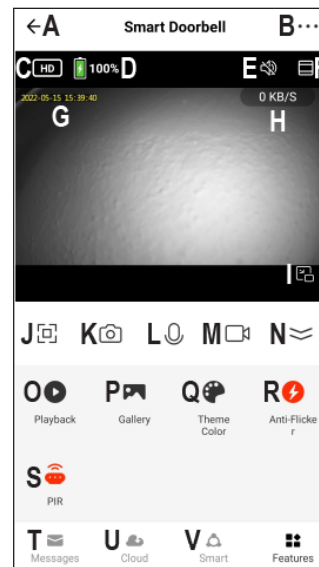 A Smart Doorbell B
C HD 100% D E F
2022-05-15 15:39:40 0 KB/S
G H
I
J K L M N
O P Q R
Playback Gallery Theme Color Anti-Flicke
r
S
PIR
T U V
Messages Cloud Smart Features